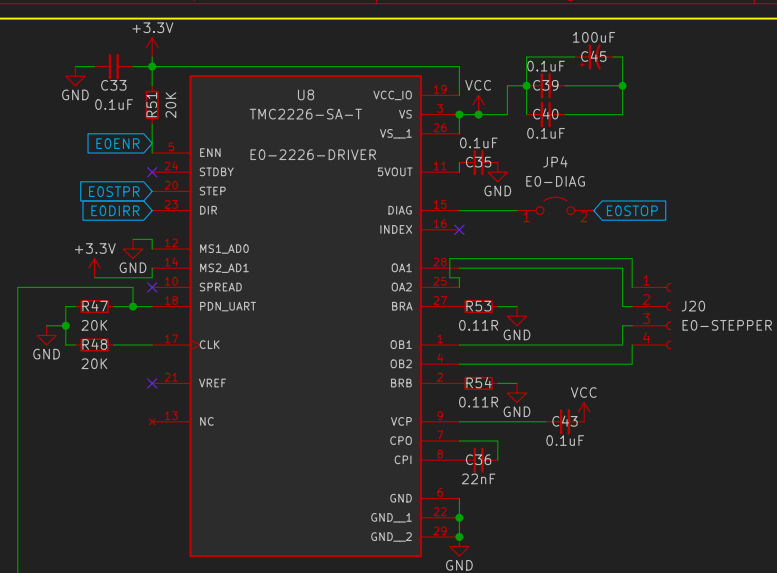 +3.3V
100uF
C45
0.1uF
C39
C40
0.1uF
GND
C33
0.1uF
R51
20K
U8
TMC2226-SA-T
E0-2226-DRIVER
VCC_IO
19
VCC
VS
3
VS__1
26
0.1uF
C35
GND
5VOUT
11
JP4
E0-DIAG
E0ENR
5
ENN
24
STDBY
E0STPR
20
STEP
E0DIRR
23
DIR
DIAG
15
1
2
E0STOP
INDEX
16
+3.3V
GND
12
MS1_AD0
14
MS2_AD1
10
SPREAD
18
PDN_UART
R47
20K
GND
R48
20K
17
CLK
21
VREF
13
NC
OA1
28
OA2
25
BRA
27
R53
0.11R
GND
OB1
1
OB2
4
BRB
2
R54
0.11R
GND
1
2
3
4
J20
E0-STEPPER
VCC
VCP
9
C43
0.1uF
CPO
7
CPI
8
C36
22nF
GND
6
GND__1
22
GND__2
29
GND